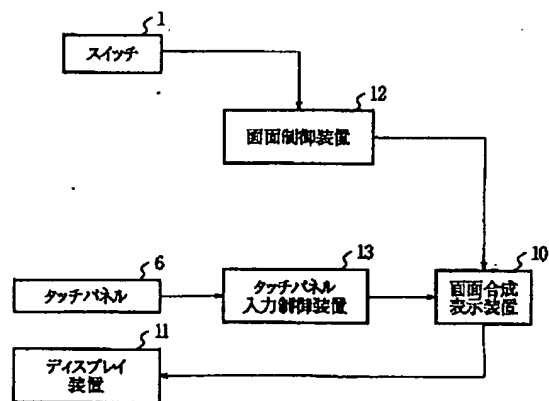 1
スイッチ
12
画面制御装置
6
タッチパネル
13
タッチパネル
入力制御装置
10
画面合成
表示装置
11
ディスプレイ
装置